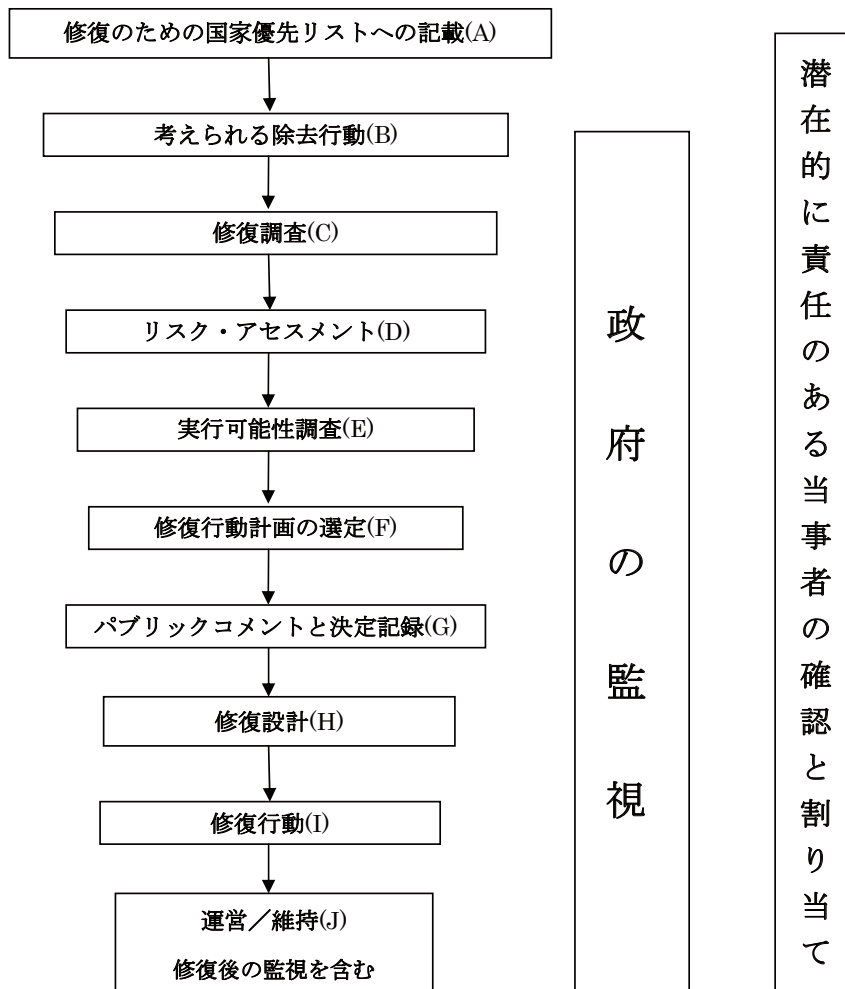 修復のための国家優先リストへの記載(A)
考えられる除去行動(B)
修復調査(C)
リスク・アセスメント(D)
実行可能性調査(E)
修復行動計画の選定(F)
パブリックコメントと決定記録(G)
修復設計(H)
修復行動(I)
運営／維持(J)
修復後の監視を含む
政府の監視
潜在的に責任のある当事者の確認と割り当て